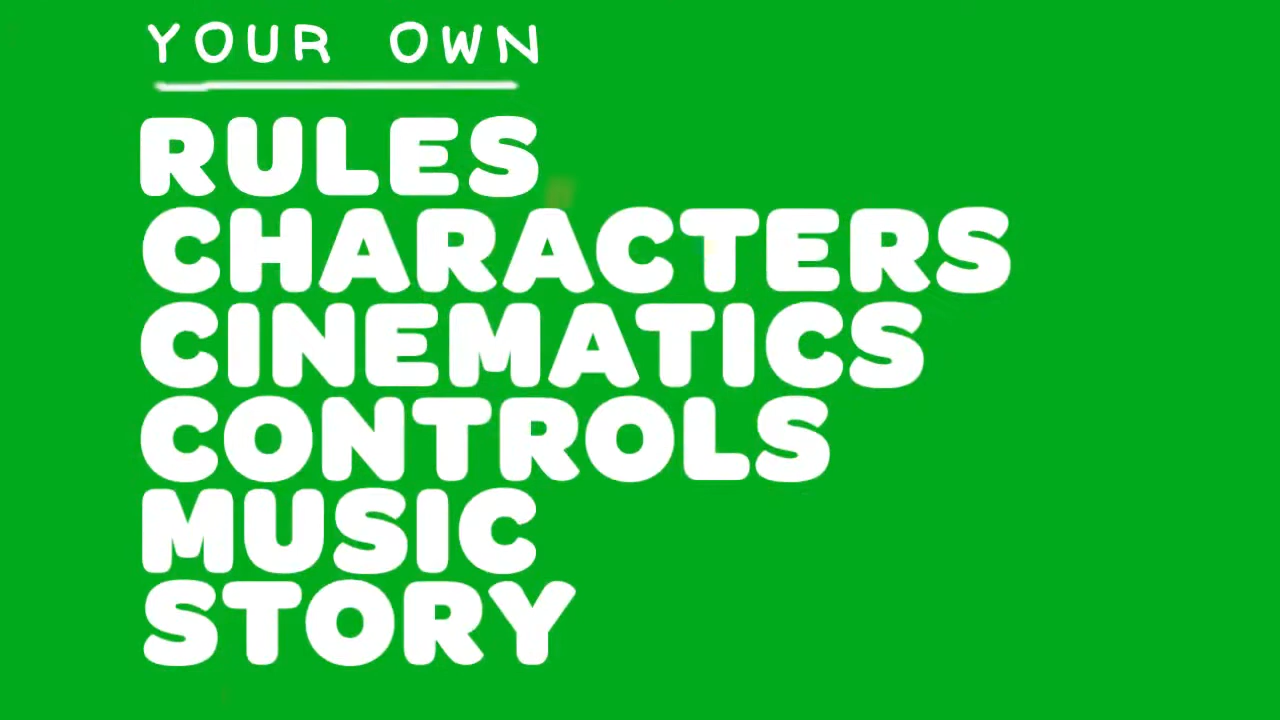 YOUR OWN
RULES
CHARACTERS
CINEMATICS
CONTROLS
MUSIC
STORY